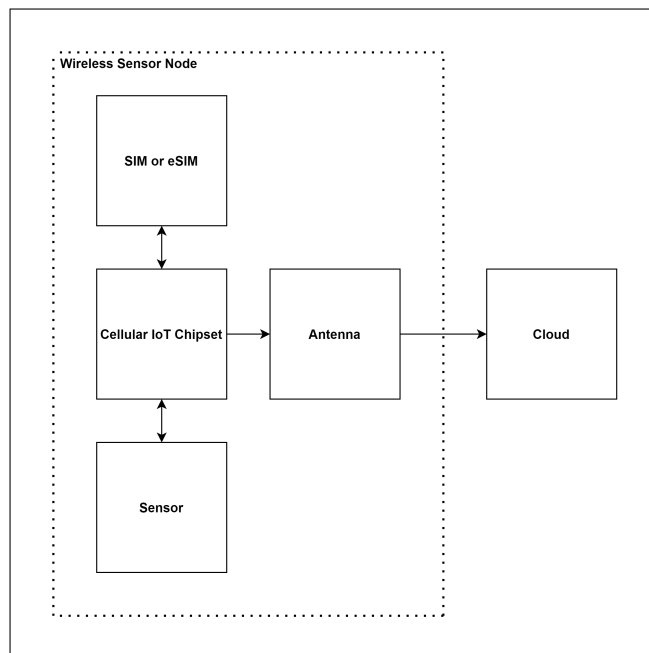 Wireless Sensor Node
SIM or eSIM
Cellular IoT Chipset
Antenna
Cloud
Sensor